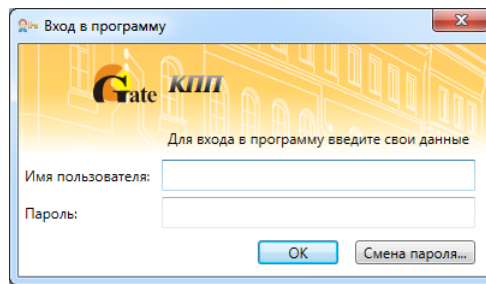 Вход в программу
Gate КПП
Для входа в программу введите свои данные
Имя пользователя:
Пароль:
OK
Смена пароля...